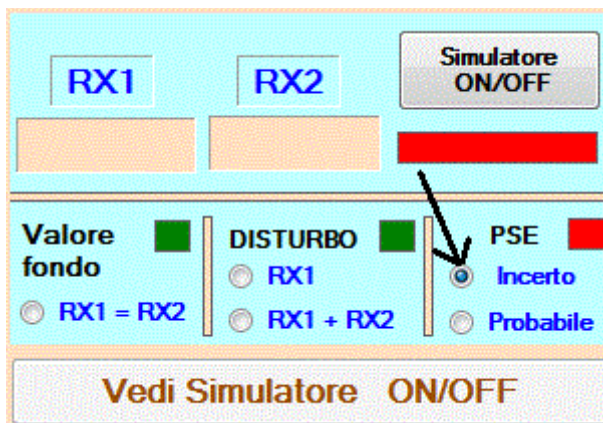 RX1 RX2 Simulatore
ON/OFF
Valore
fondo
RX1 = RX2
DISTURBO
RX1
RX1 + RX2
PSE
Incerto
Probabile
Vedi Simulatore ON/OFF